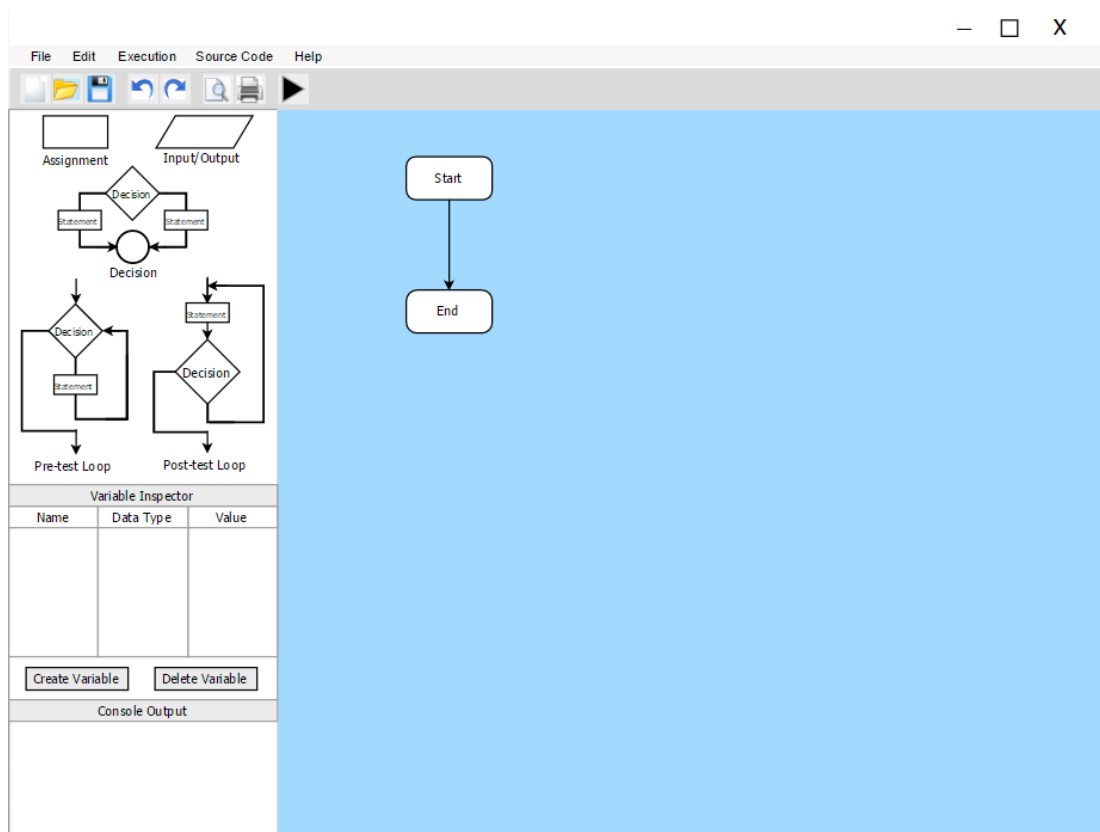 X
File Edit Execution Source Code Help
Assignment Input/Output
Decision
Statement Statement
Decision
Statement
Decision
Decision
Statement
Pre-test Loop Post-test Loop
Variable Inspector
Name Data Type Value
Create Variable Delete Variable
Console Output
Start
End